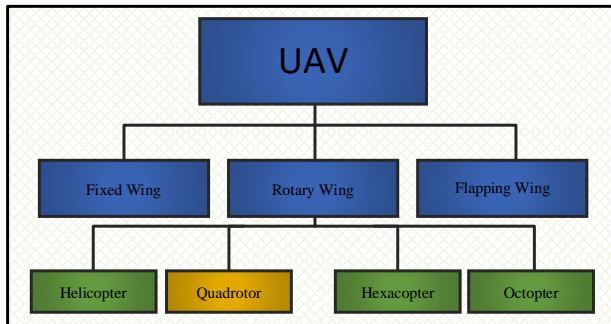 UAV
Fixed Wing
Rotary Wing
Flapping Wing
Helicopter
Quadrotor
Hexacopter
Octopter